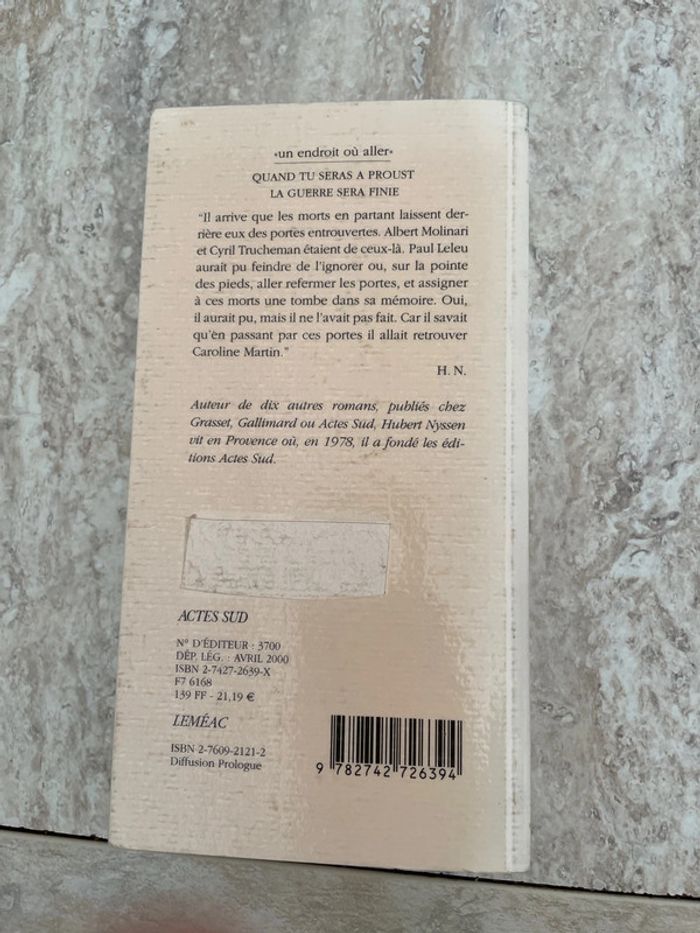 «un endroit où aller»
QUAND TU SERAS A PROUST
LA GUERRE SERA FINIE
"Il arrive que les morts en partant laissent der-
rière eux des portes entrouvertes. Albert Molinari
et Cyril Trucheman étaient de ceux-là. Paul Leleu
aurait pu feindre de l'ignorer ou, sur la pointe
des pieds, aller refermer les portes, et assigner
à ces morts une tombe dans sa mémoire. Oui,
il aurait pu, mais il ne l'avait pas fait. Car il savait
qu'en passant par ces portes il allait retrouver
Caroline Martin."
H. N.
Auteur de dix autres romans, publiés chez
Grasset, Gallimard ou Actes Sud, Hubert Nyssen
vit en Provence où, en 1978, il a fondé les édi-
tions Actes Sud.
ACTES SUD
N° D'ÉDITEUR : 3700
DÉP. LÉG. : AVRIL 2000
ISBN 2-7427-2639-X
F7 6168
139 FF - 21,19 €
LEMÉAC
ISBN 2-7609-2121-2
Diffusion Prologue
9 782742 726394